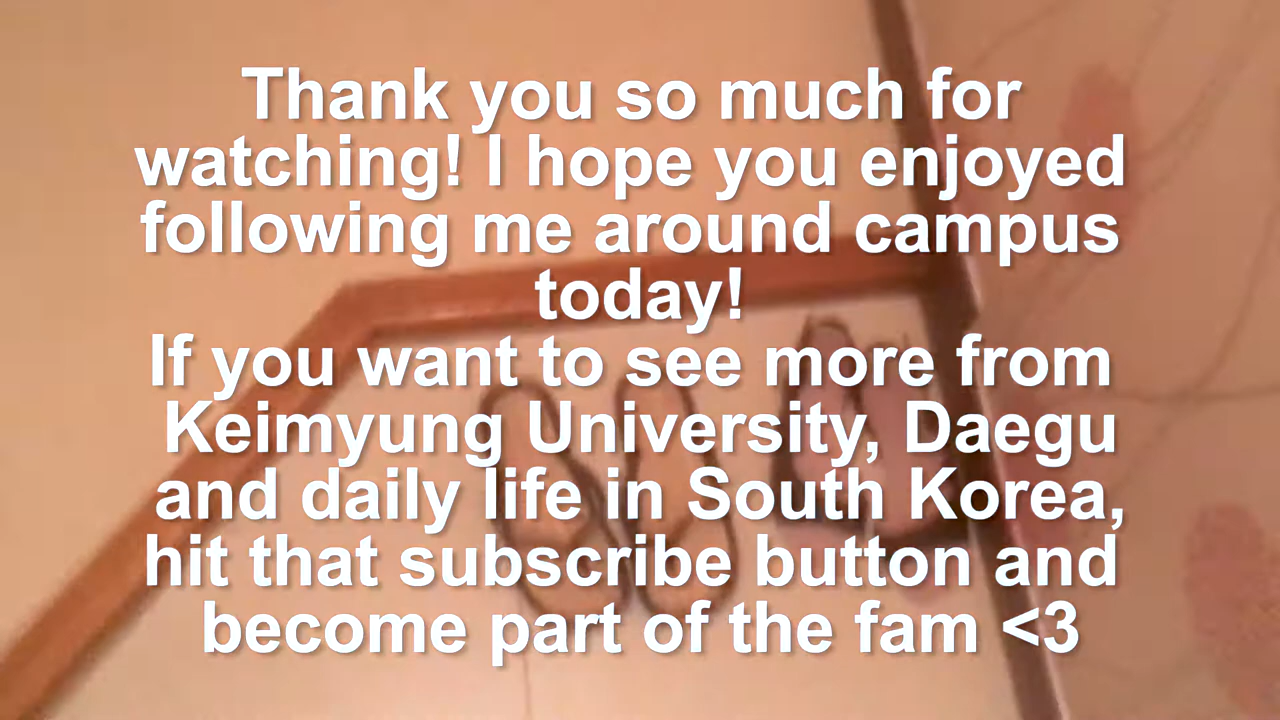 Thank you so much for
watching! I hope you enjoyed
following me around campus
today!
If you want to see more from
Keimyung University, Daegu
and daily life in South Korea,
hit that subscribe button and
become part of the fam <3